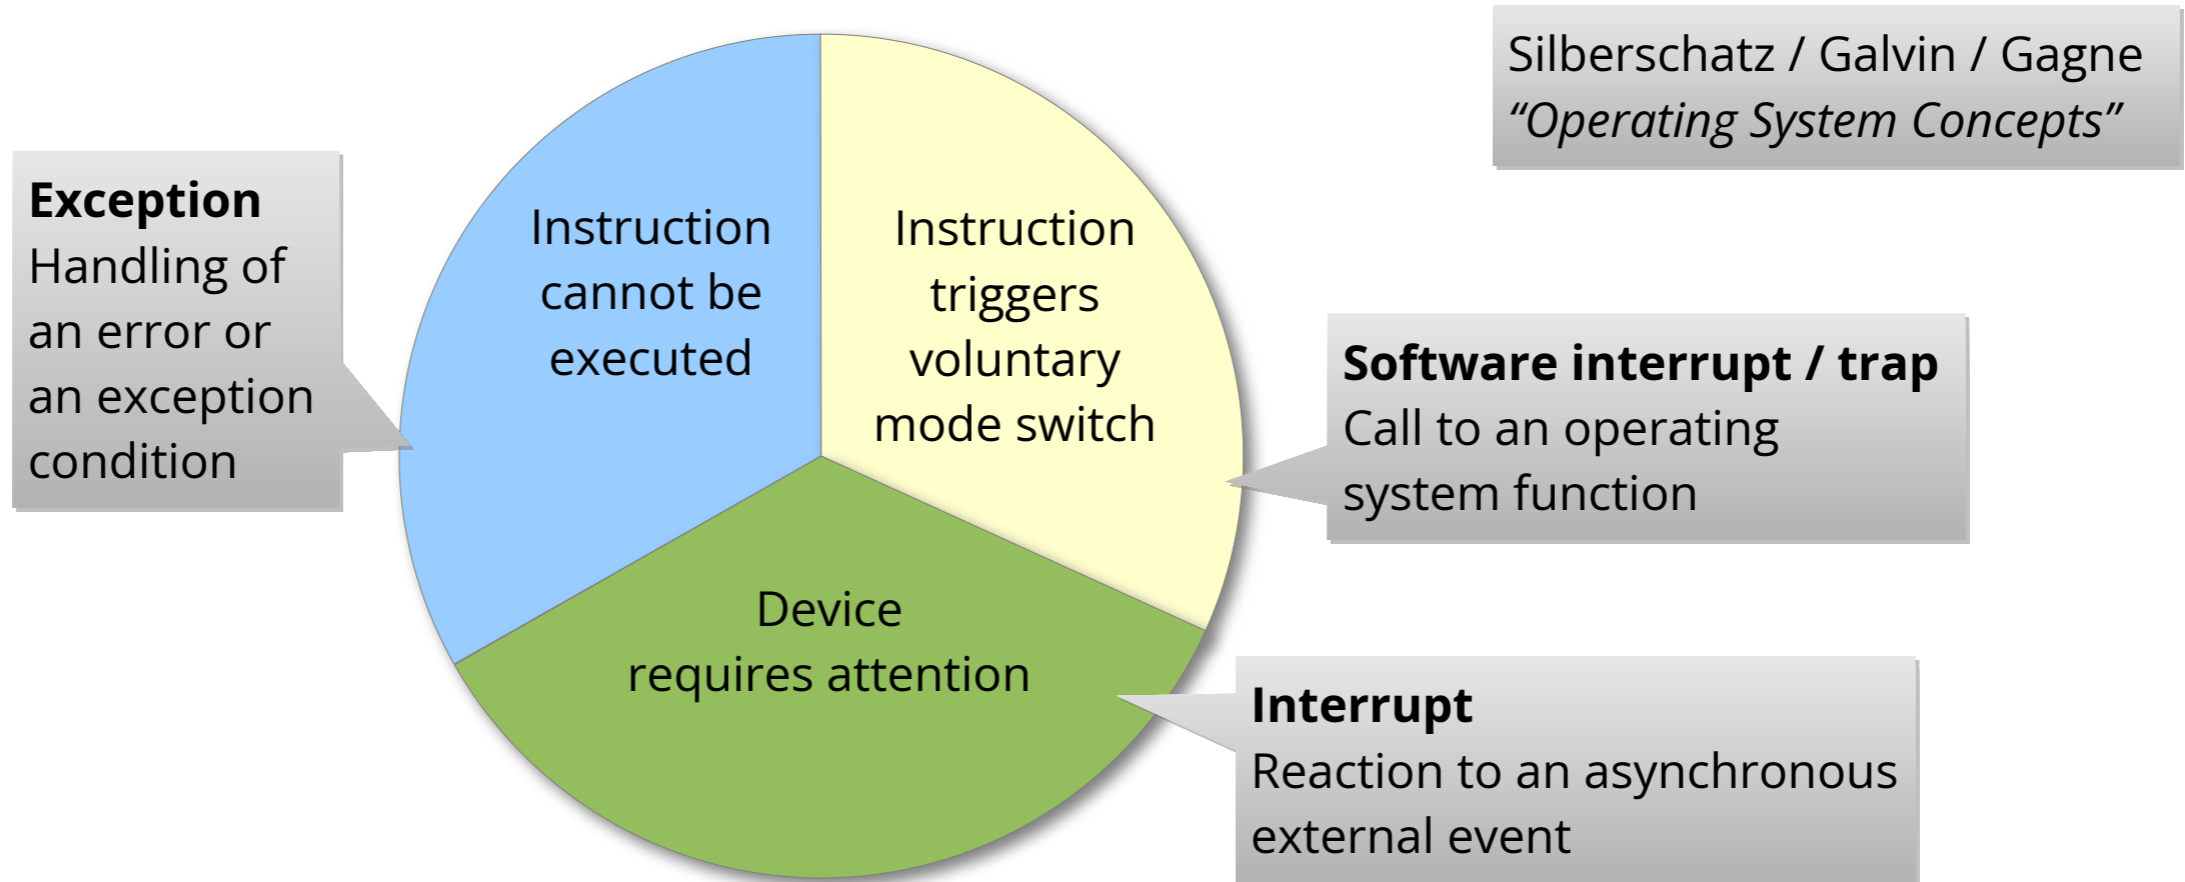 Silberschatz / Galvin / Gagne
“Operating System Concepts”
Exception
Handling of
an error or
an exception
condition
Instruction
cannot be
executed
Instruction
triggers
voluntary
mode switch
Software interrupt / trap
Call to an operating
system function
Device
requires attention
Interrupt
Reaction to an asynchronous
external event